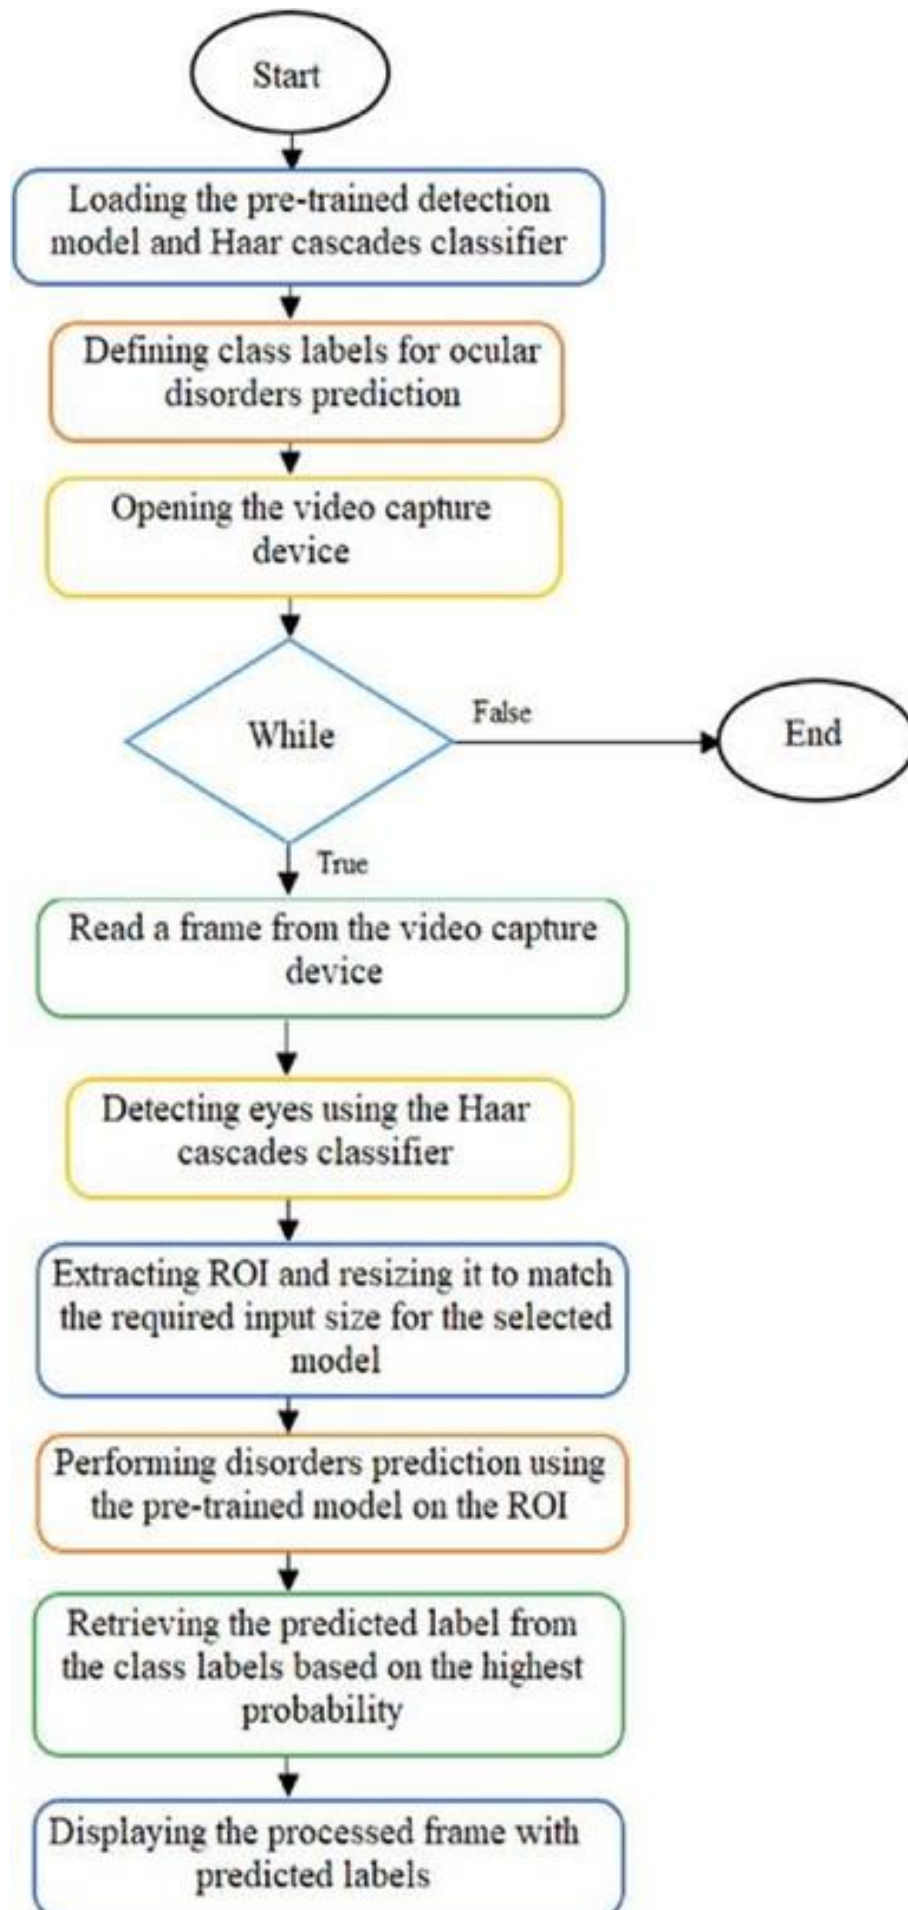 Start
Loading the pre-trained detection
model and Haar cascades classifier
Defining class labels for ocular
disorders prediction
Opening the video capture
device
While
False
End
True
Read a frame from the video capture
device
Detecting eyes using the Haar
cascades classifier
Extracting ROI and resizing it to match
the required input size for the selected
model
Performing disorders prediction using
the pre-trained model on the ROI
Retrieving the predicted label from
the class labels based on the highest
probability
Displaying the processed frame with
predicted labels